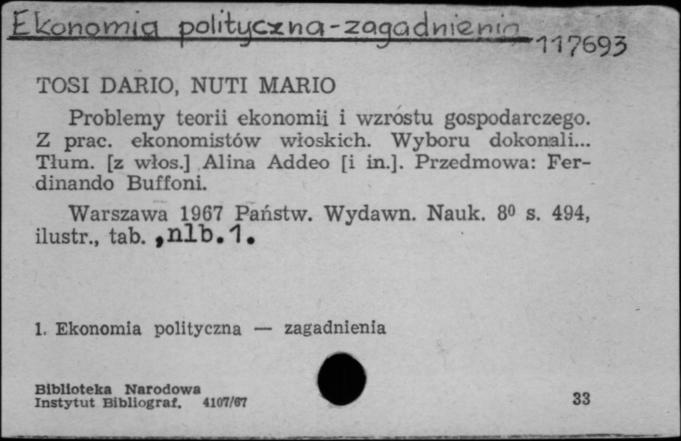 Ekonomia polityczna - zagadnienia
117693
TOSI DARIO, NUTI MARIO
Problemy teorii ekonomii i wzrostu gospodarczego.
Z prac. ekonomistów włoskich. Wyboru dokonali...
Tłum. [z włos.] Alina Addeo [i in.]. Przedmowa: Fer-
dinando Buffoni.
Warszawa 1967 Państw. Wydawn. Nauk. 8⁰ s. 494,
ilustr., tab. ,nlb.1.
1. Ekonomia polityczna — zagadnienia
Biblioteka Narodowa
Instytut Bibliograf. 4107/67
33